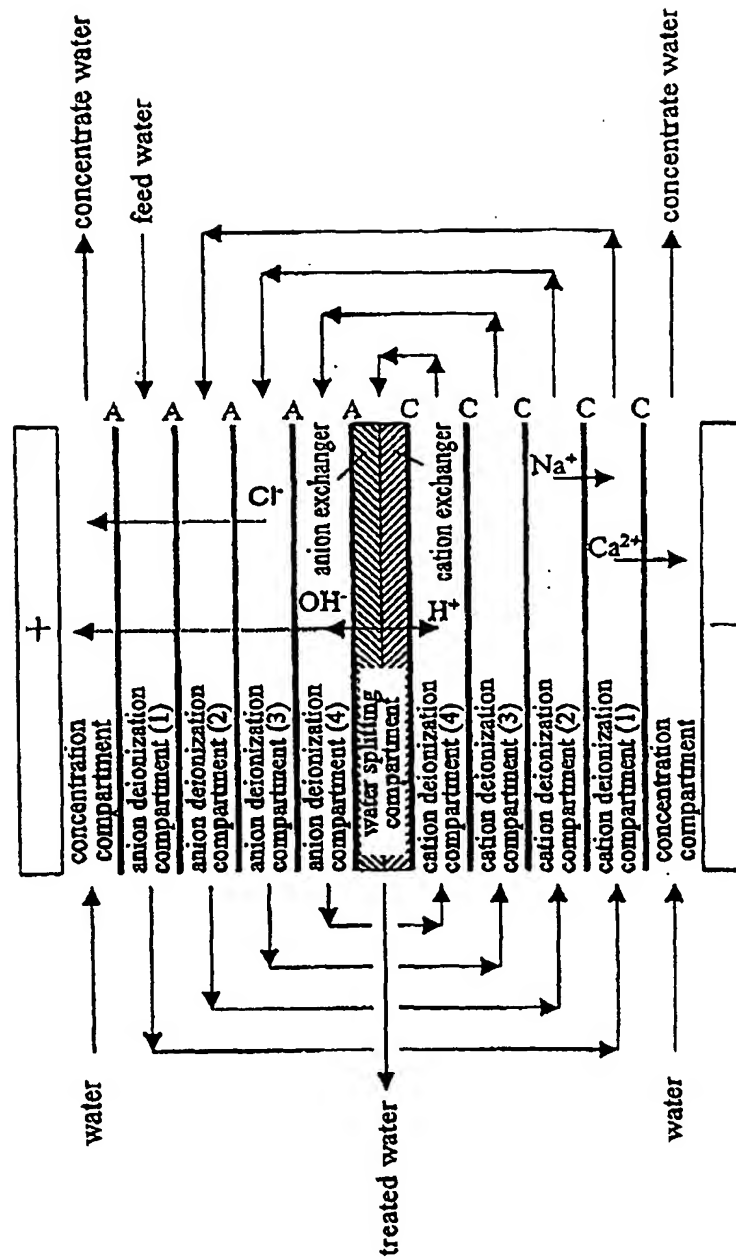 concentrate water
feed water
concentrate water
A
A
A
A
A
C
C
C
C
C
+
Cl-
OH-
H+
Na+
Ca2+
−
anion exchanger
cation exchanger
concentration
compartment
anion deionization
compartment (1)
anion deionization
compartment (2)
anion deionization
compartment (3)
anion deionization
compartment (4)
water splitting
compartment
cation deionization
compartment (4)
cation deionization
compartment (3)
cation deionization
compartment (2)
cation deionization
compartment (1)
concentration
compartment
water
treated water
water